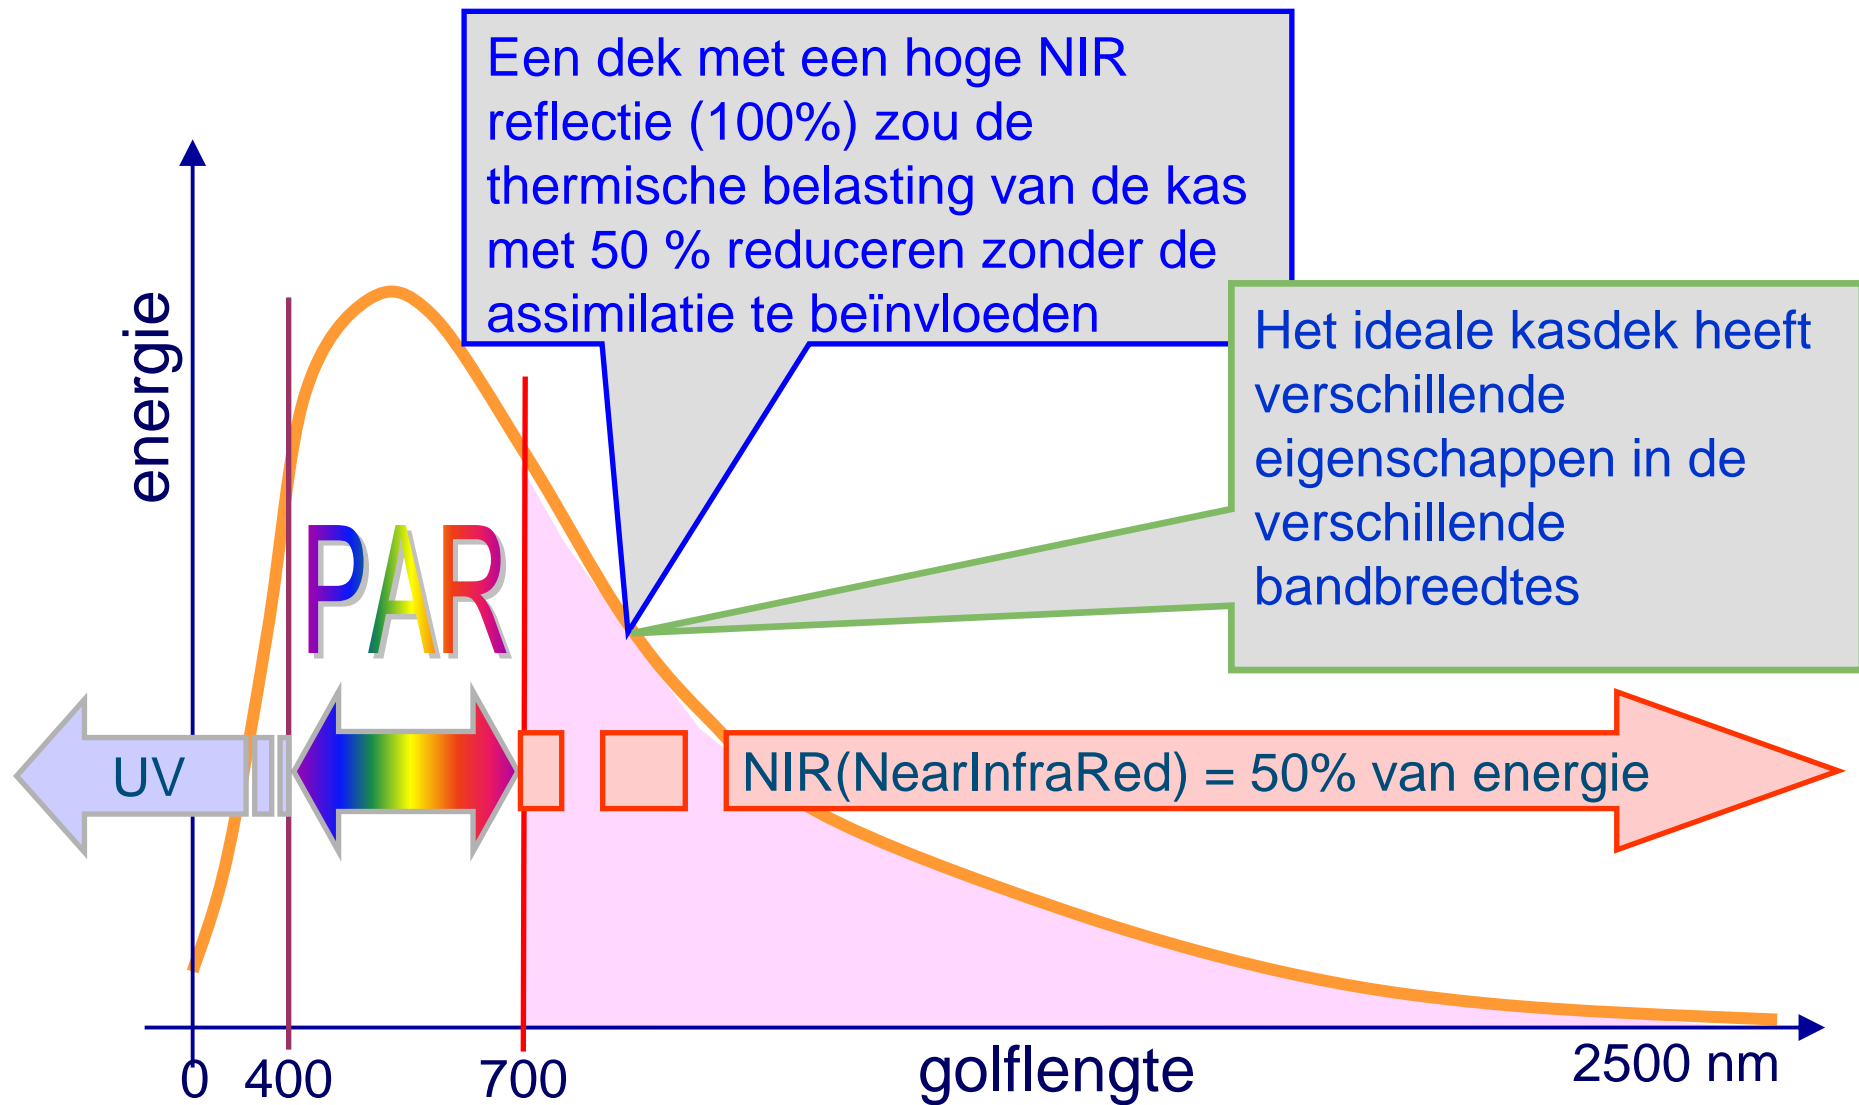 Een dek met een hoge NIR
reflectie (100%) zou de
thermische belasting van de kas
met 50 % reduceren zonder de
assimilatie te beïnvloeden
Het ideale kasdek heeft
verschillende
eigenschappen in de
verschillende
bandbreedtes
energie
PAR
UV
NIR(NearInfraRed) = 50% van energie
0 400 700 golflengte 2500 nm